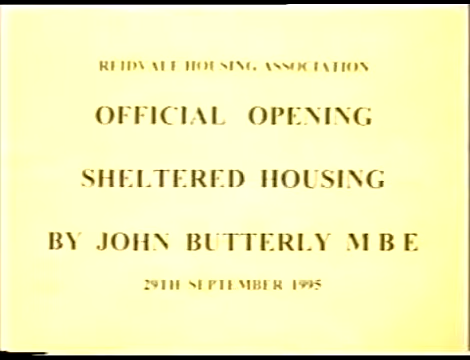 REIDVALE HOUSING ASSOCIATION
OFFICIAL OPENING
SHELTERED HOUSING
BY JOHN BUTTERLY M B E
29TH SEPTEMBER 1995